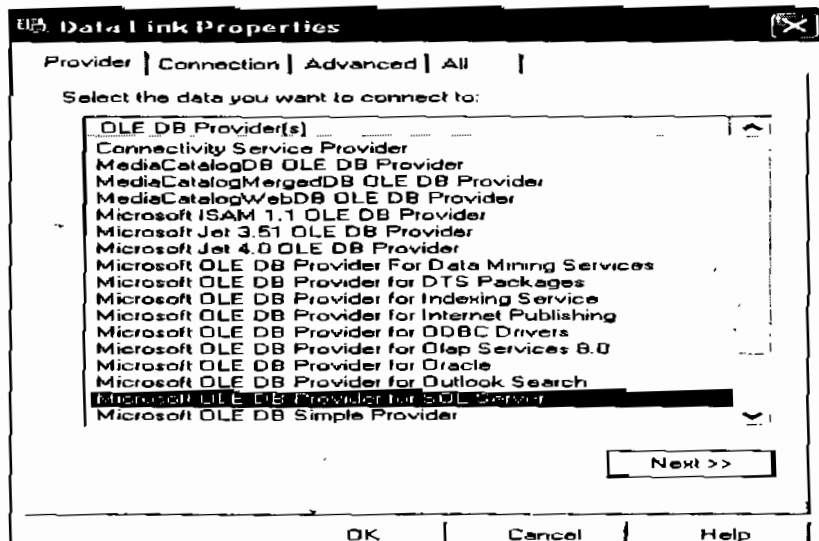 Data Link Properties
Provider Connection Advanced All
Select the data you want to connect to:
OLE DB Provider(s)
Connectivity Service Provider
MediaCatalogDB OLE DB Provider
MediaCatalogMergedDB OLE DB Provider
MediaCatalogWebDB OLE DB Provider
Microsoft ISAM 1.1 OLE DB Provider
Microsoft Jet 3.51 OLE DB Provider
Microsoft Jet 4.0 OLE DB Provider
Microsoft OLE DB Provider For Data Mining Services
Microsoft OLE DB Provider for DTS Packages
Microsoft OLE DB Provider for Indexing Service
Microsoft OLE DB Provider for Internet Publishing
Microsoft OLE DB Provider for ODBC Drivers
Microsoft OLE DB Provider for Olap Services 8.0
Microsoft OLE DB Provider for Oracle
Microsoft OLE DB Provider for Outlook Search
Microsoft OLE DB Provider for SQL Server
Microsoft OLE DB Simple Provider
Next >>
OK Cancel Help